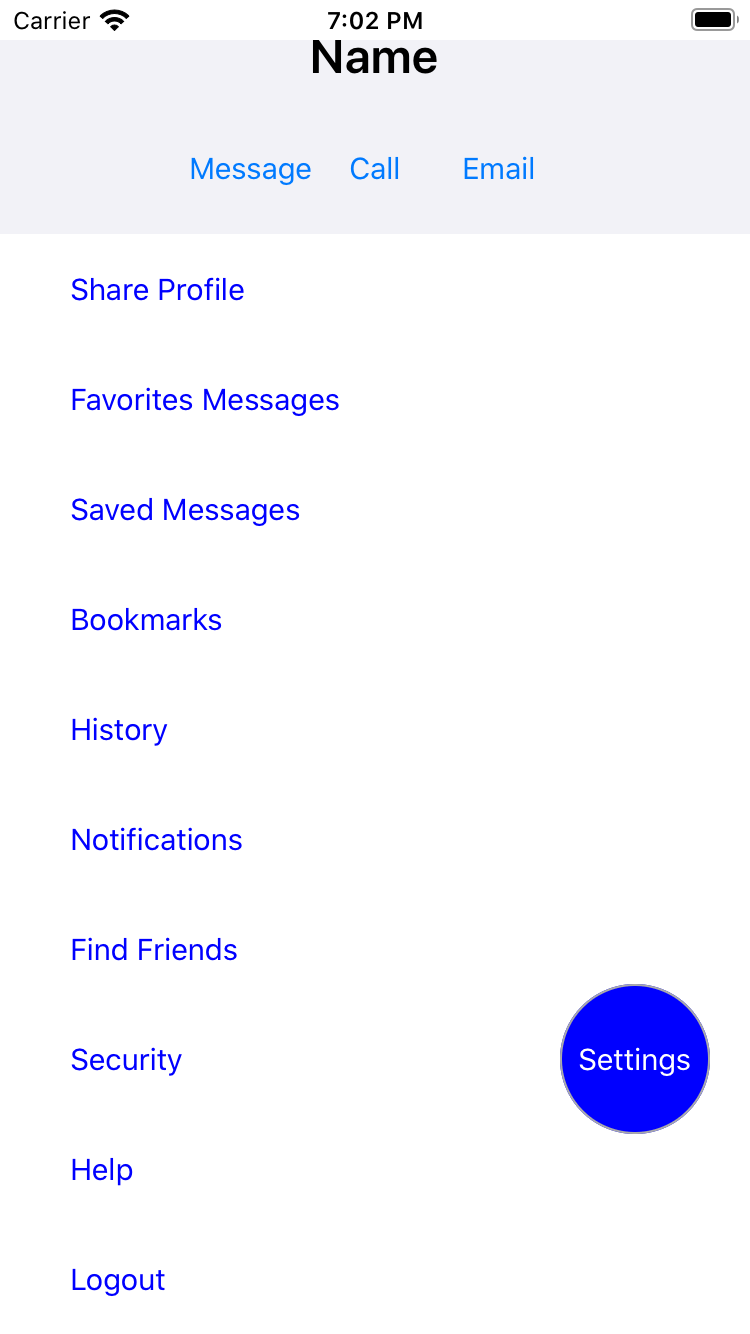 Carrier 7:02 PM
Name
Message Call Email
Share Profile
Favorites Messages
Saved Messages
Bookmarks
History
Notifications
Find Friends
Security
Settings
Help
Logout